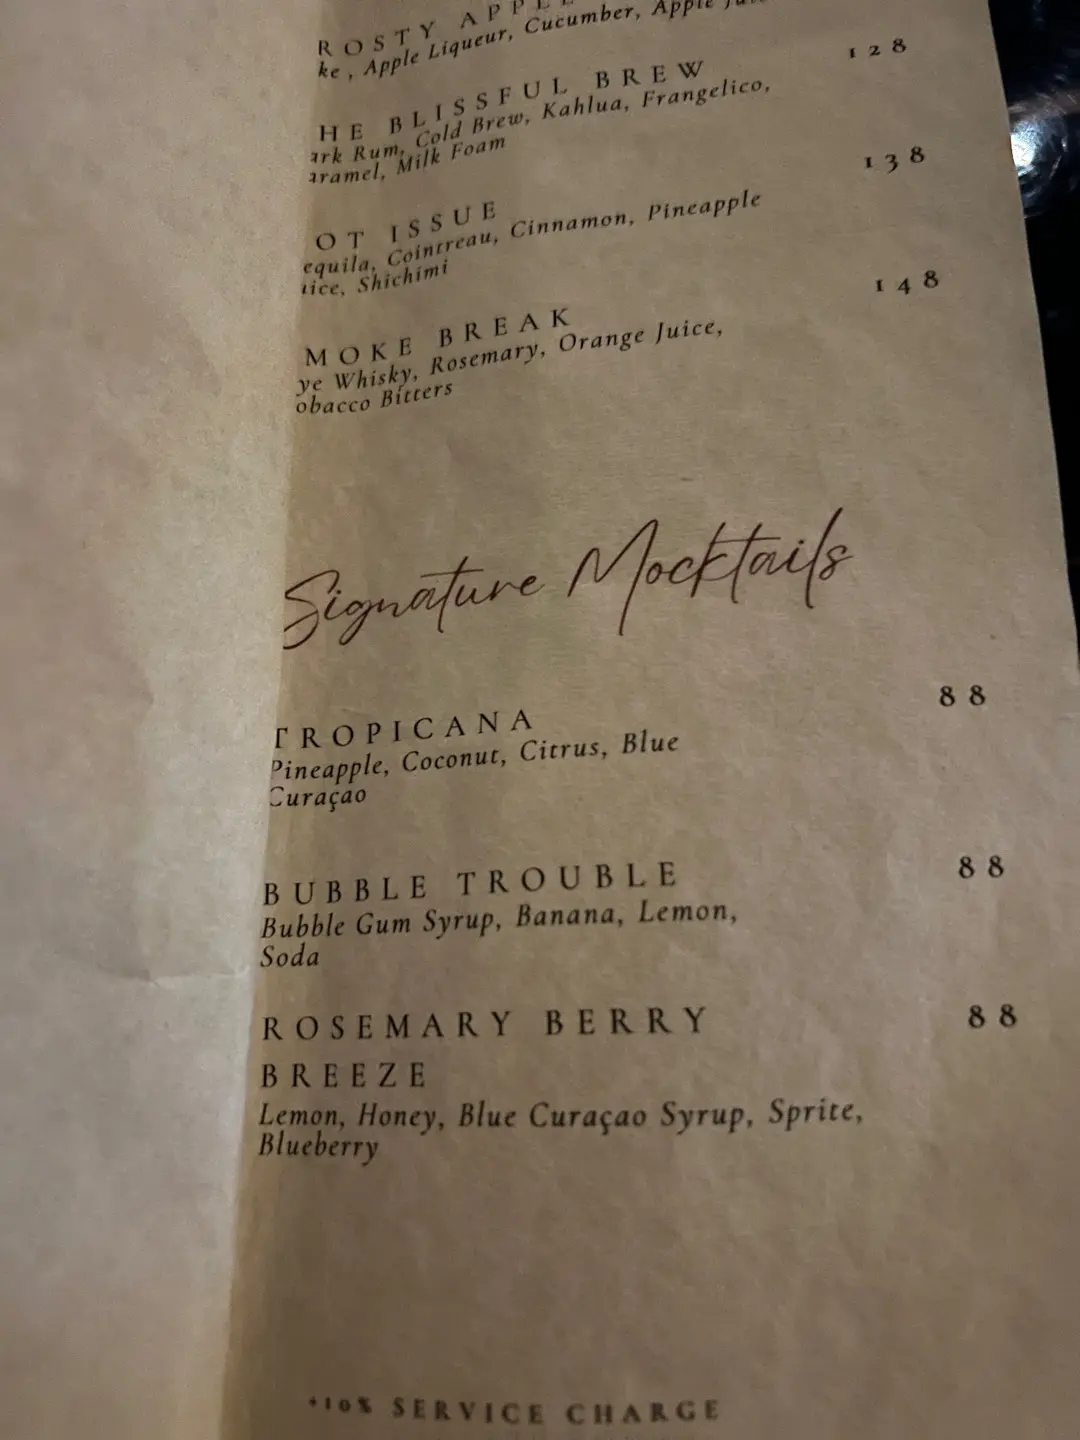 ROSTY APPLE
ke, Apple Liqueur, Cucumber, Apple
HE BLISSFUL BREW 128
ark Rum, Cold Brew, Kahlua, Frangelico,
aramel, Milk Foam
OT ISSUE 138
equila, Cointreau, Cinnamon, Pineapple
uice, Shichimi
MOKE BREAK 148
ye Whisky, Rosemary, Orange Juice,
obacco Bitters
Signature Mocktails
TROPICANA 88
Pineapple, Coconut, Citrus, Blue
Curaçao
BUBBLE TROUBLE 88
Bubble Gum Syrup, Banana, Lemon,
Soda
ROSEMARY BERRY 88
BREEZE
Lemon, Honey, Blue Curaçao Syrup, Sprite,
Blueberry
*10% SERVICE CHARGE